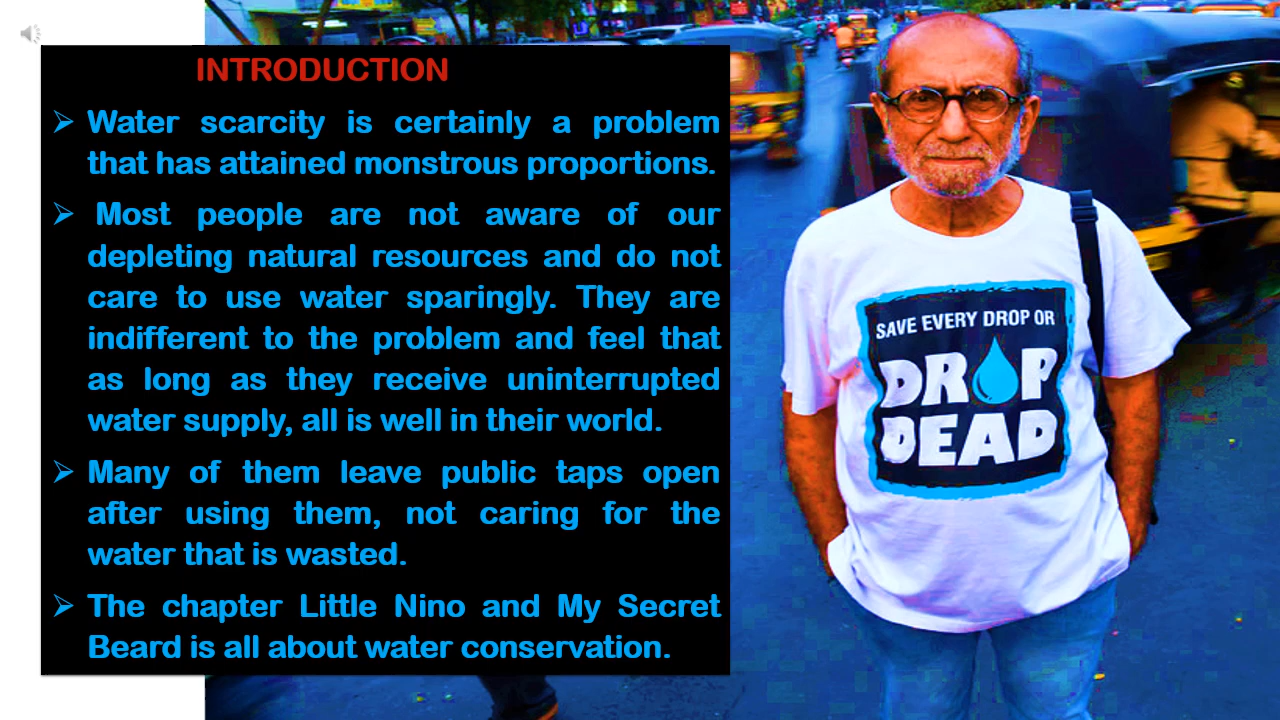 INTRODUCTION
➢ Water scarcity is certainly a problem
that has attained monstrous proportions.
➢ Most people are not aware of our
depleting natural resources and do not
care to use water sparingly. They are
indifferent to the problem and feel that
as long as they receive uninterrupted
water supply, all is well in their world.
➢ Many of them leave public taps open
after using them, not caring for the
water that is wasted.
➢ The chapter Little Nino and My Secret
Beard is all about water conservation.
SAVE EVERY DROP OR
DROP
DEAD